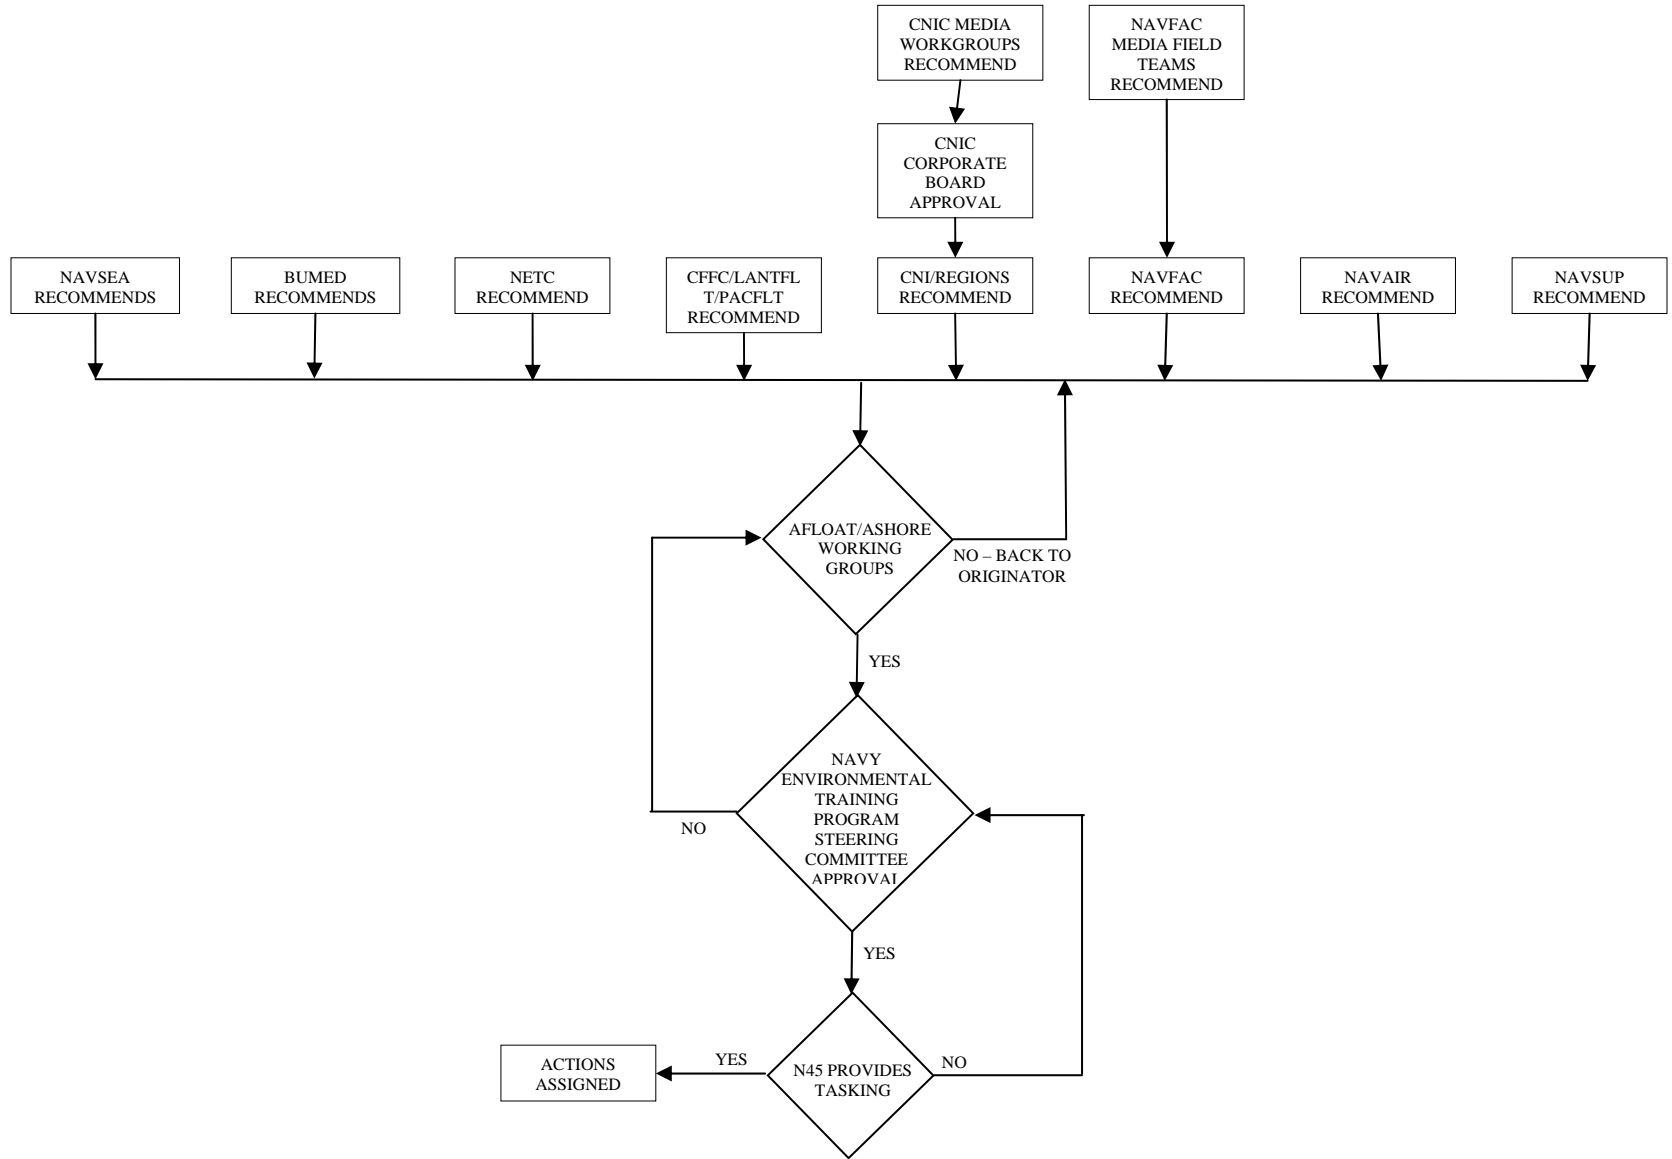 CNIC MEDIA
WORKGROUPS
RECOMMEND
NAVFAC
MEDIA FIELD
TEAMS
RECOMMEND
CNIC
CORPORATE
BOARD
APPROVAL
NAVSEA
RECOMMENDS
BUMED
RECOMMENDS
NETC
RECOMMEND
CFFC/LANTFL
T/PACFLT
RECOMMEND
CNI/REGIONS
RECOMMEND
NAVFAC
RECOMMEND
NAVAIR
RECOMMEND
NAVSUP
RECOMMEND
AFLOAT/ASHORE
WORKING
GROUPS
NO – BACK TO
ORIGINATOR
YES
NAVY
ENVIRONMENTAL
TRAINING
PROGRAM
STEERING
COMMITTEE
APPROVAL
NO
YES
N45 PROVIDES
TASKING
YES
NO
ACTIONS
ASSIGNED